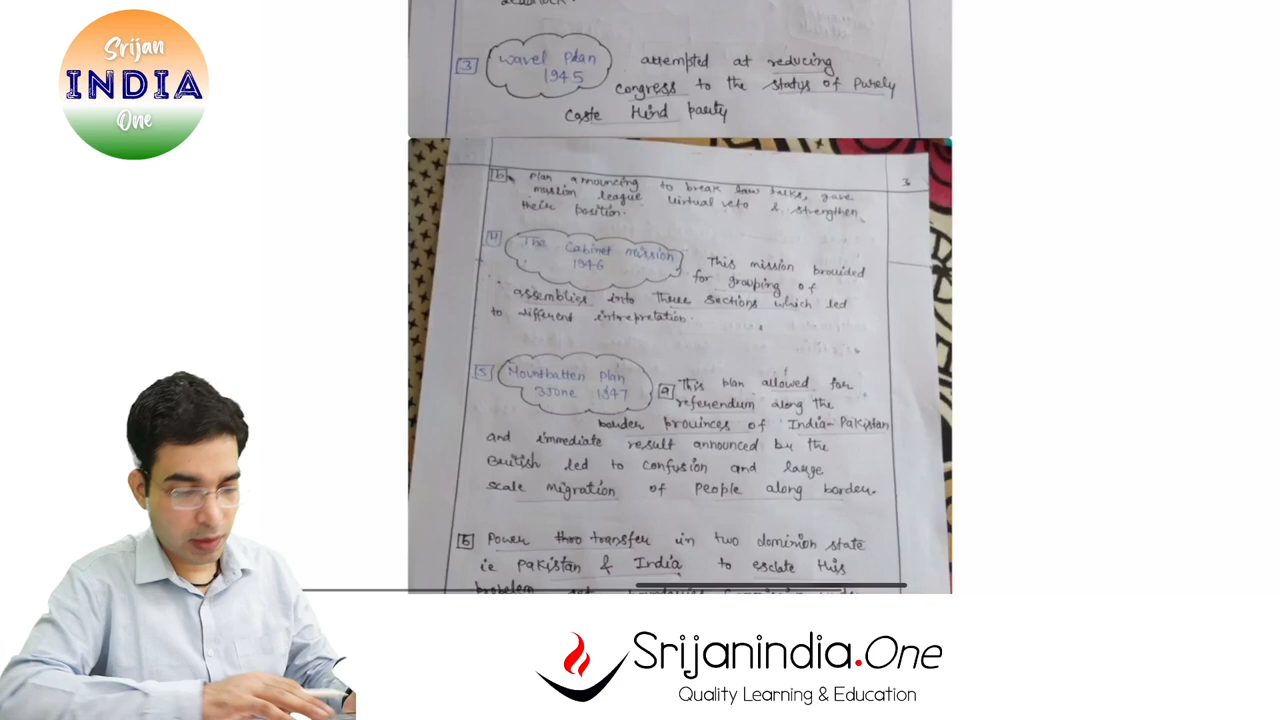 Srijan
INDIA
One
3 Wavel Plan attempted at reducing
1945 Congress to the status of Purely
Caste Hind party
3
b Plan announcing to break law talks, gave
mission league virtual veto & strengthen
their position.
4 The Cabinet mission
1946 This mission provided
for grouping of
assemblies into three sections which led
to different interpretation.
5 Mountbatten Plan
3 June 1947 a This plan allowed for
referendum along the
border provinces of India-Pakistan
and immediate result announced by the
British led to confusion and large
scale migration of People along border.
b Power transfer in two dominion state
ie Pakistan & India to esclate this
Srijanindia.One
Quality Learning & Education